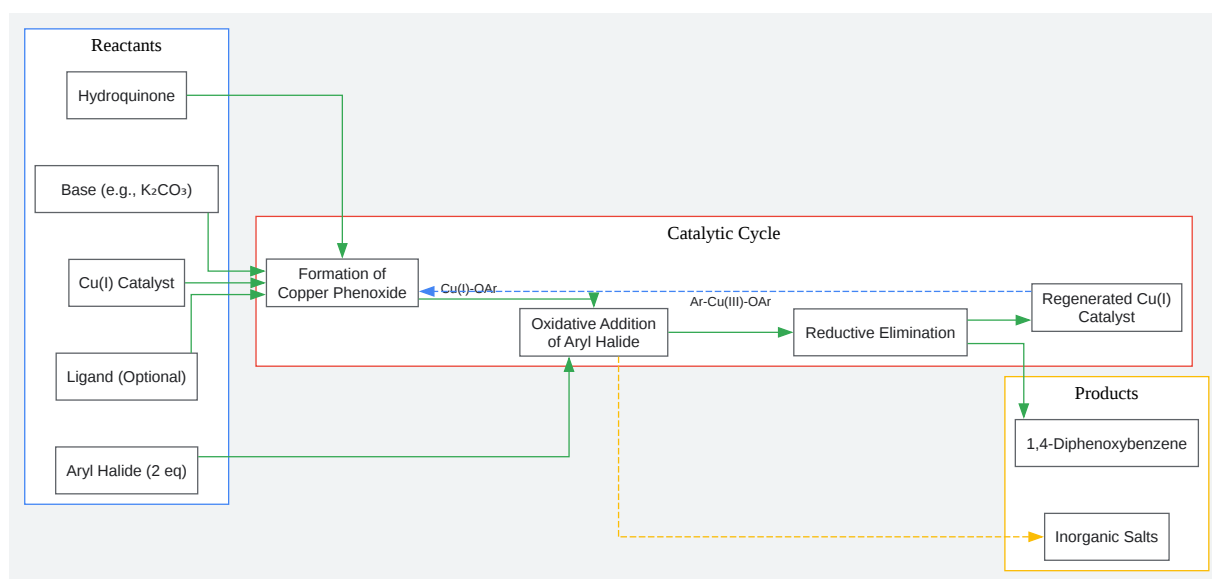 Reactants
Hydroquinone
Base (e.g., K₂CO₃)
Cu(I) Catalyst
Ligand (Optional)
Aryl Halide (2 eq)
Catalytic Cycle
Formation of
Copper Phenoxide
Cu(I)-OAr
Oxidative Addition
of Aryl Halide
Ar-Cu(III)-OAr
Reductive Elimination
Regenerated Cu(I)
Catalyst
Products
1,4-Diphenoxybenzene
Inorganic Salts